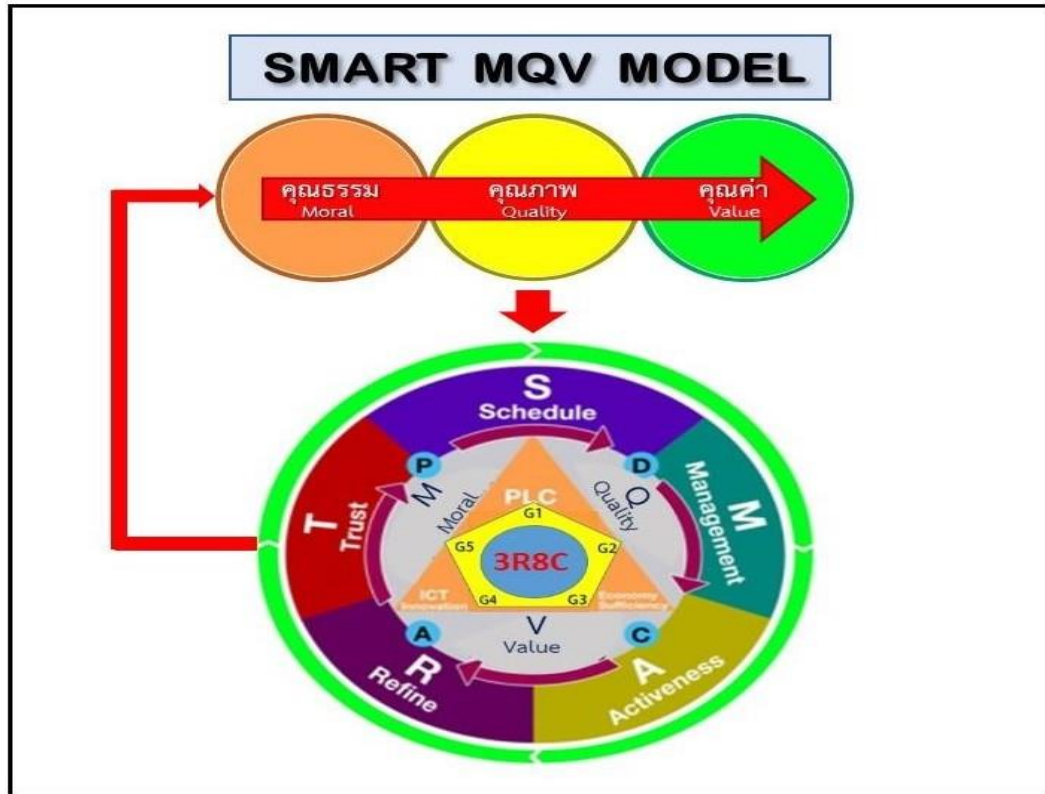 SMART MQV MODEL
คุณธรรม
Moral
คุณภาพ
Quality
คุณค่า
Value
S
Schedule
M
Management
A
Activeness
R
Refine
T
Trust
P
D
C
A
M
Moral
Q
Quality
V
Value
PLC
ICT
Innovation
Economy
Sufficiency
G1
G2
G3
G4
G5
3R8C